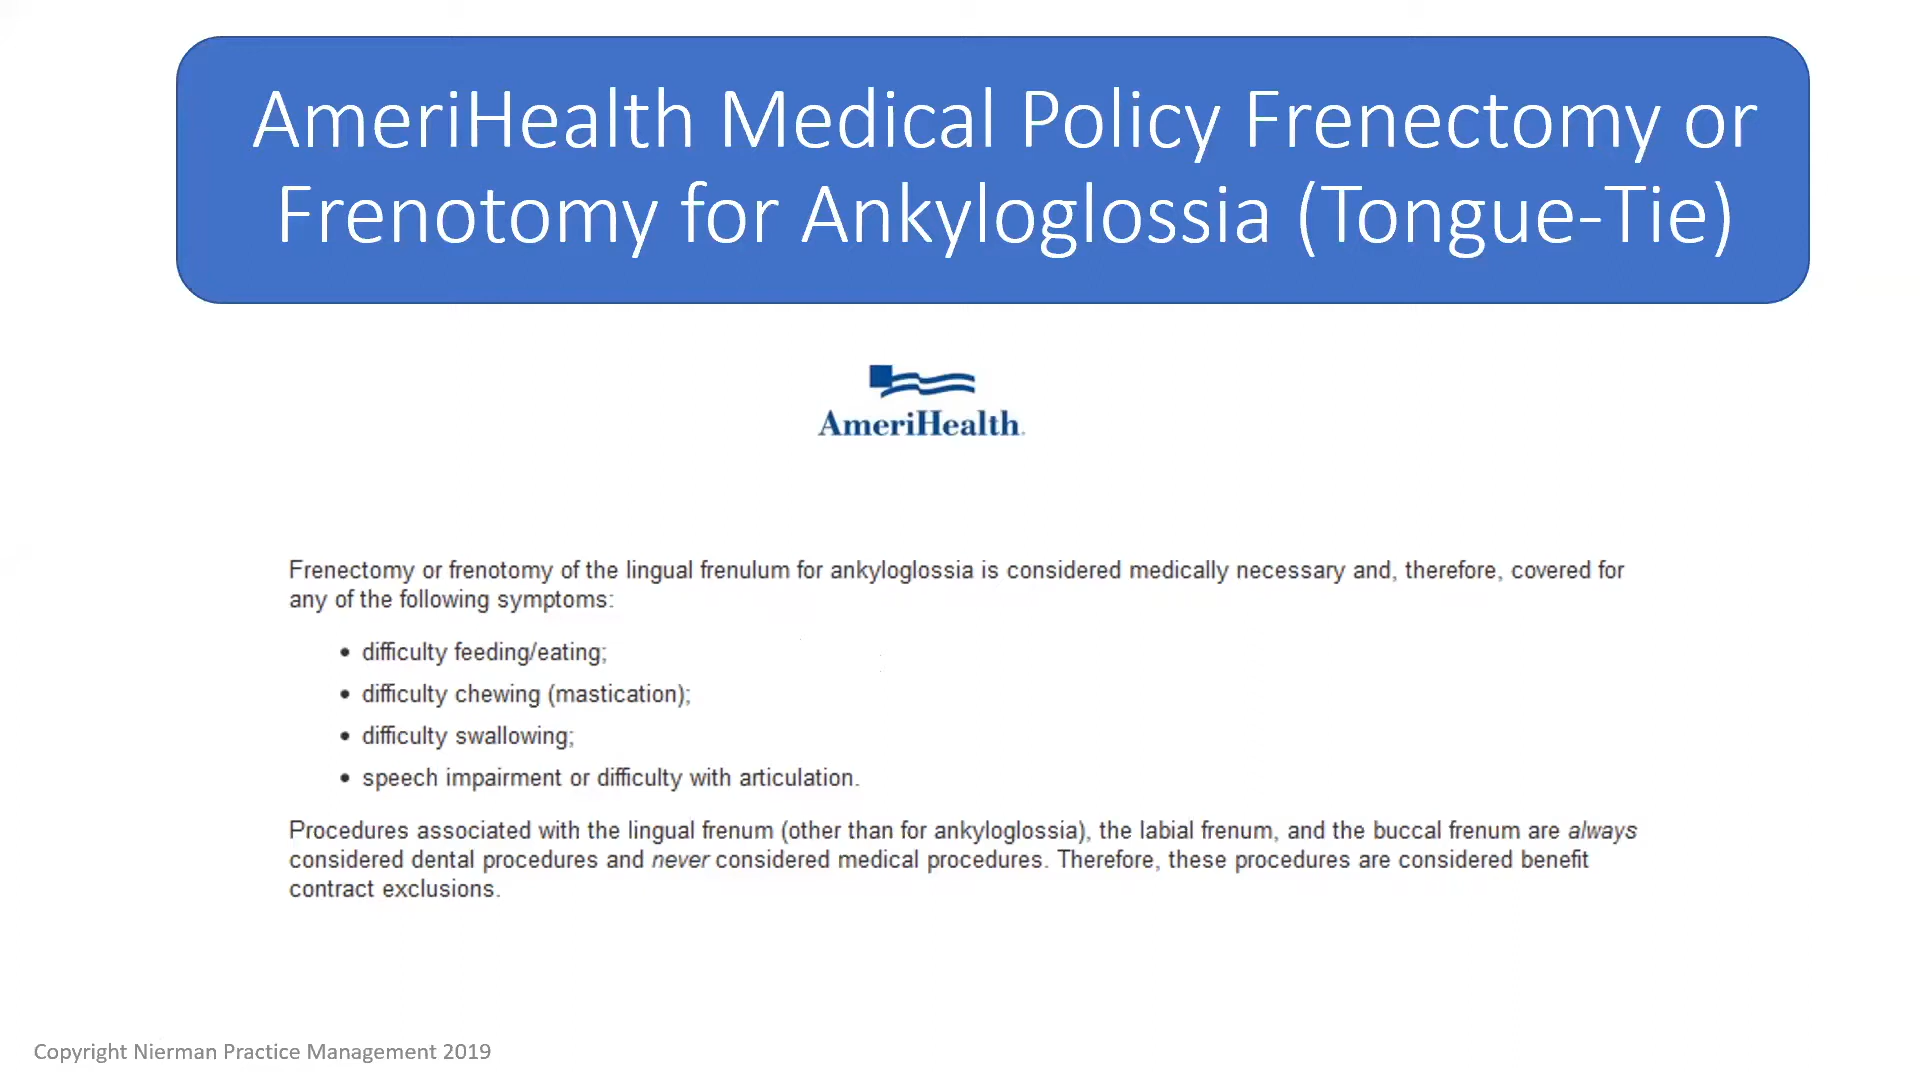 AmeriHealth Medical Policy Frenectomy or
Frenotomy for Ankyloglossia (Tongue-Tie)
AmeriHealth.
Frenectomy or frenotomy of the lingual frenulum for ankyloglossia is considered medically necessary and, therefore, covered for
any of the following symptoms:
• difficulty feeding/eating;
• difficulty chewing (mastication);
• difficulty swallowing;
• speech impairment or difficulty with articulation.
Procedures associated with the lingual frenum (other than for ankyloglossia), the labial frenum, and the buccal frenum are always
considered dental procedures and never considered medical procedures. Therefore, these procedures are considered benefit
contract exclusions.
Copyright Nierman Practice Management 2019